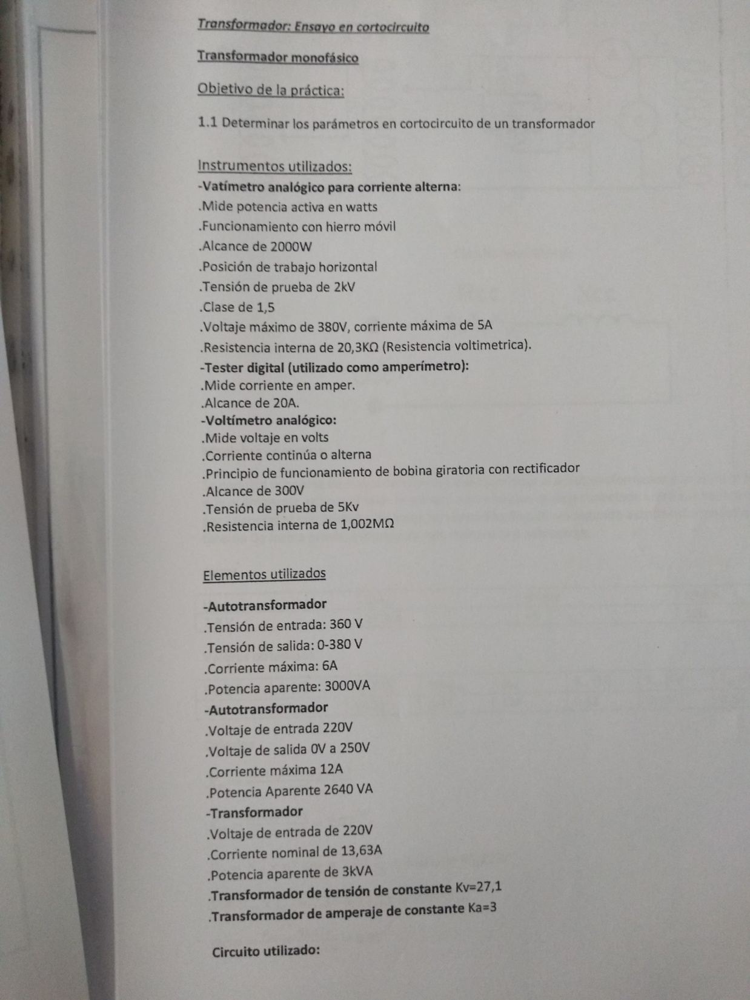 Transformador: Ensayo en cortocircuito
Transformador monofásico
Objetivo de la práctica:
1.1 Determinar los parámetros en cortocircuito de un transformador
Instrumentos utilizados:
-Vatímetro analógico para corriente alterna:
.Mide potencia activa en watts
.Funcionamiento con hierro móvil
.Alcance de 2000W
.Posición de trabajo horizontal
.Tensión de prueba de 2kV
.Clase de 1,5
.Voltaje máximo de 380V, corriente máxima de 5A
.Resistencia interna de 20,3KΩ (Resistencia voltimetrica).
-Tester digital (utilizado como amperímetro):
.Mide corriente en amper.
.Alcance de 20A.
-Voltímetro analógico:
.Mide voltaje en volts
.Corriente continúa o alterna
.Principio de funcionamiento de bobina giratoria con rectificador
.Alcance de 300V
.Tensión de prueba de 5Kv
.Resistencia interna de 1,002MΩ
Elementos utilizados
-Autotransformador
.Tensión de entrada: 360 V
.Tensión de salida: 0-380 V
.Corriente máxima: 6A
.Potencia aparente: 3000VA
-Autotransformador
.Voltaje de entrada 220V
.Voltaje de salida 0V a 250V
.Corriente máxima 12A
.Potencia Aparente 2640 VA
-Transformador
.Voltaje de entrada de 220V
.Corriente nominal de 13,63A
.Potencia aparente de 3kVA
.Transformador de tensión de constante Kv=27,1
.Transformador de amperaje de constante Ka=3
Circuito utilizado: